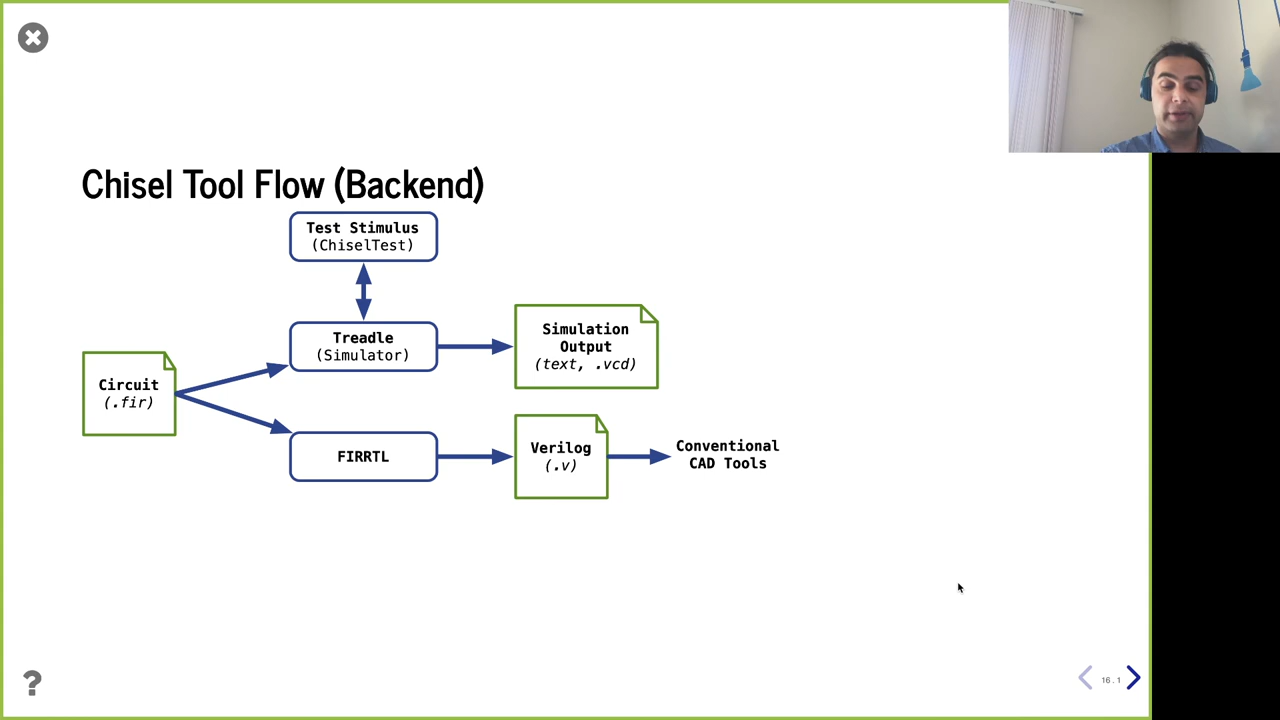 Chisel Tool Flow (Backend)
Test Stimulus
(ChiselTest)
Treadle
(Simulator)
Simulation
Output
(text, .vcd)
Circuit
(.fir)
FIRRTL
Verilog
(.v)
Conventional
CAD Tools
?
16.1